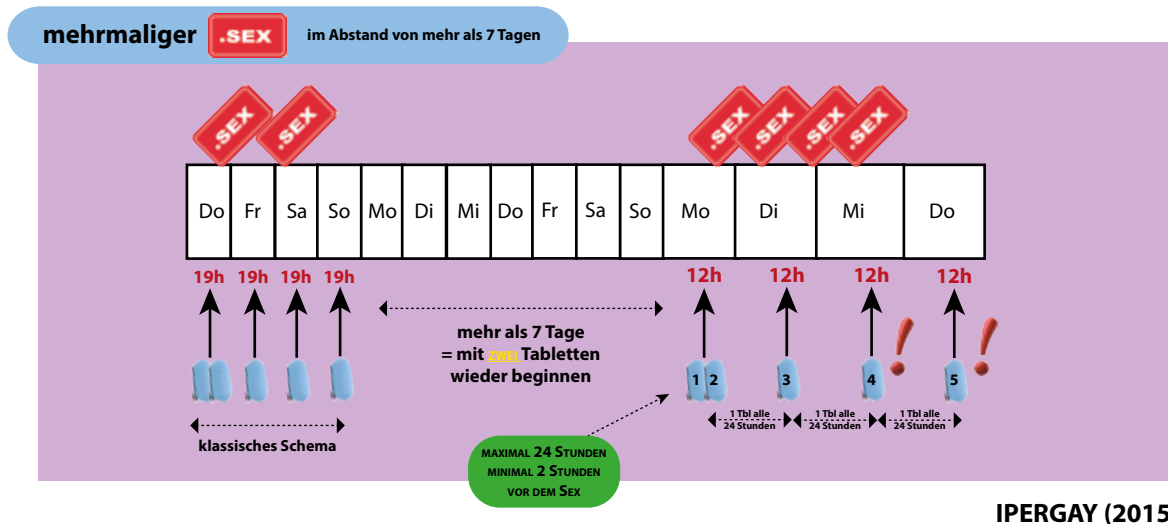 mehrmaliger .SEX im Abstand von mehr als 7 Tagen
.SEX .SEX .SEX .SEX .SEX .SEX
Do Fr Sa So Mo Di Mi Do Fr Sa So Mo Di Mi Do
19h 19h 19h 19h 12h 12h 12h 12h
mehr als 7 Tage
= mit ZWEI Tabletten
wieder beginnen
1 2 3 4 5
1 Tbl alle
24 Stunden
1 Tbl alle
24 Stunden
1 Tbl alle
24 Stunden
klassisches Schema
MAXIMAL 24 STUNDEN
MINIMAL 2 STUNDEN
VOR DEM SEX
IPERGAY (2015